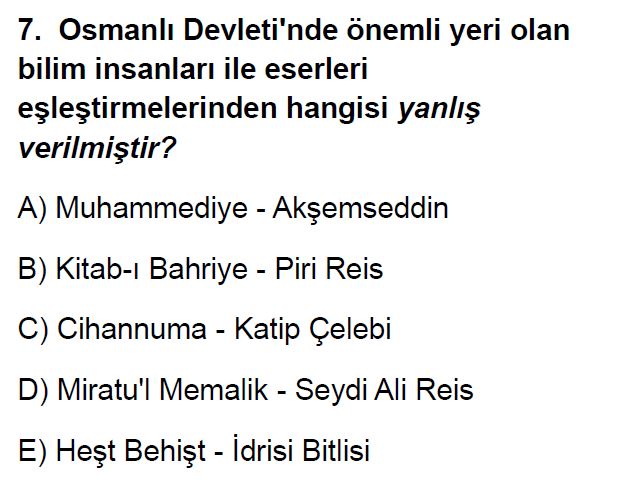 7. Osmanlı Devleti'nde önemli yeri olan
bilim insanları ile eserleri
eşleştirmelerinden hangisi yanlış
verilmiştir?
A) Muhammediye - Akşemseddin
B) Kitab-ı Bahriye - Piri Reis
C) Cihannuma - Katip Çelebi
D) Miratu'l Memalik - Seydi Ali Reis
E) Heşt Behişt - İdrisi Bitlisi